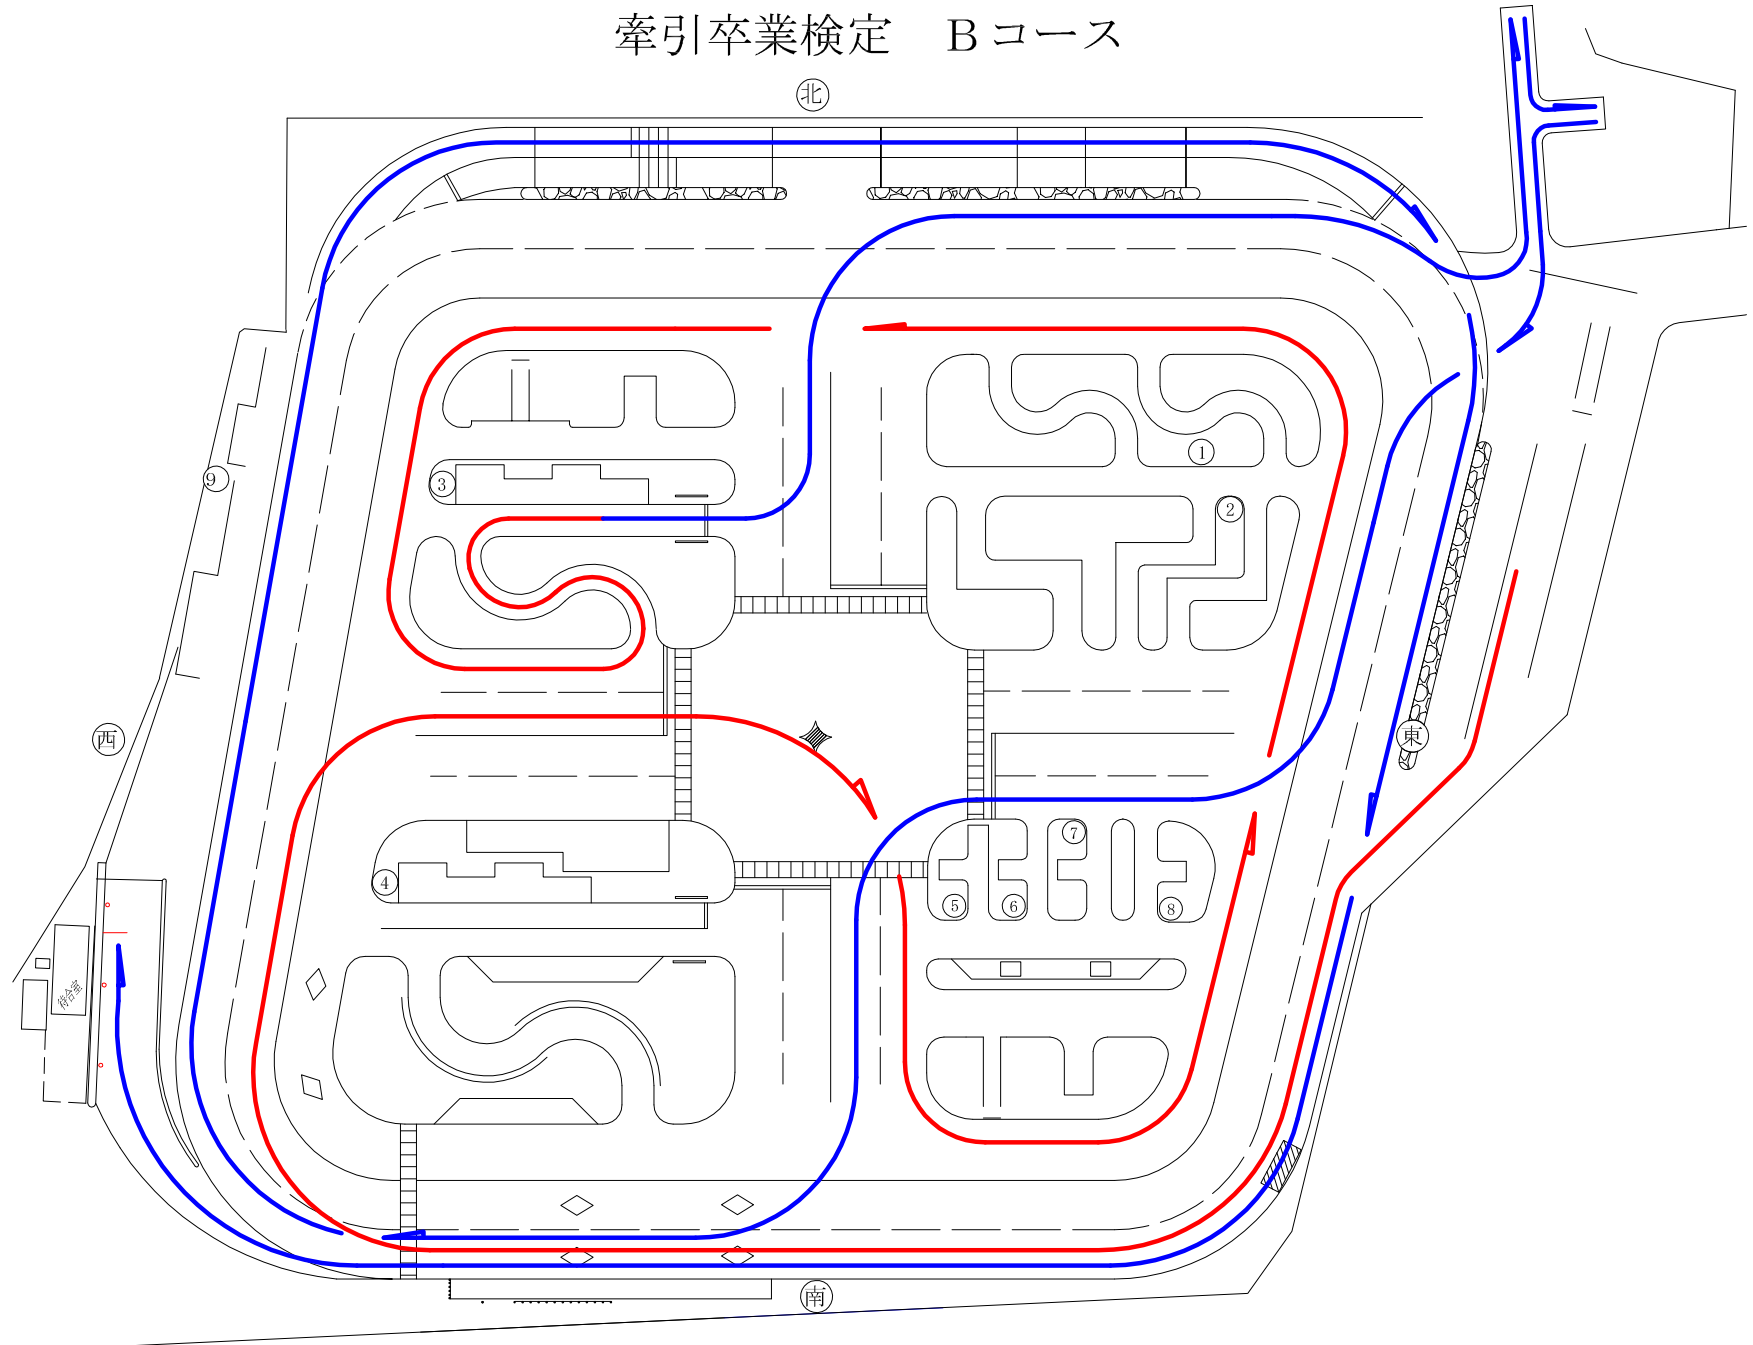 牽引卒業検定　Bコース
北
①
③
9
②
西
東
⑦
④
⑤
⑥
⑧
待合室
南